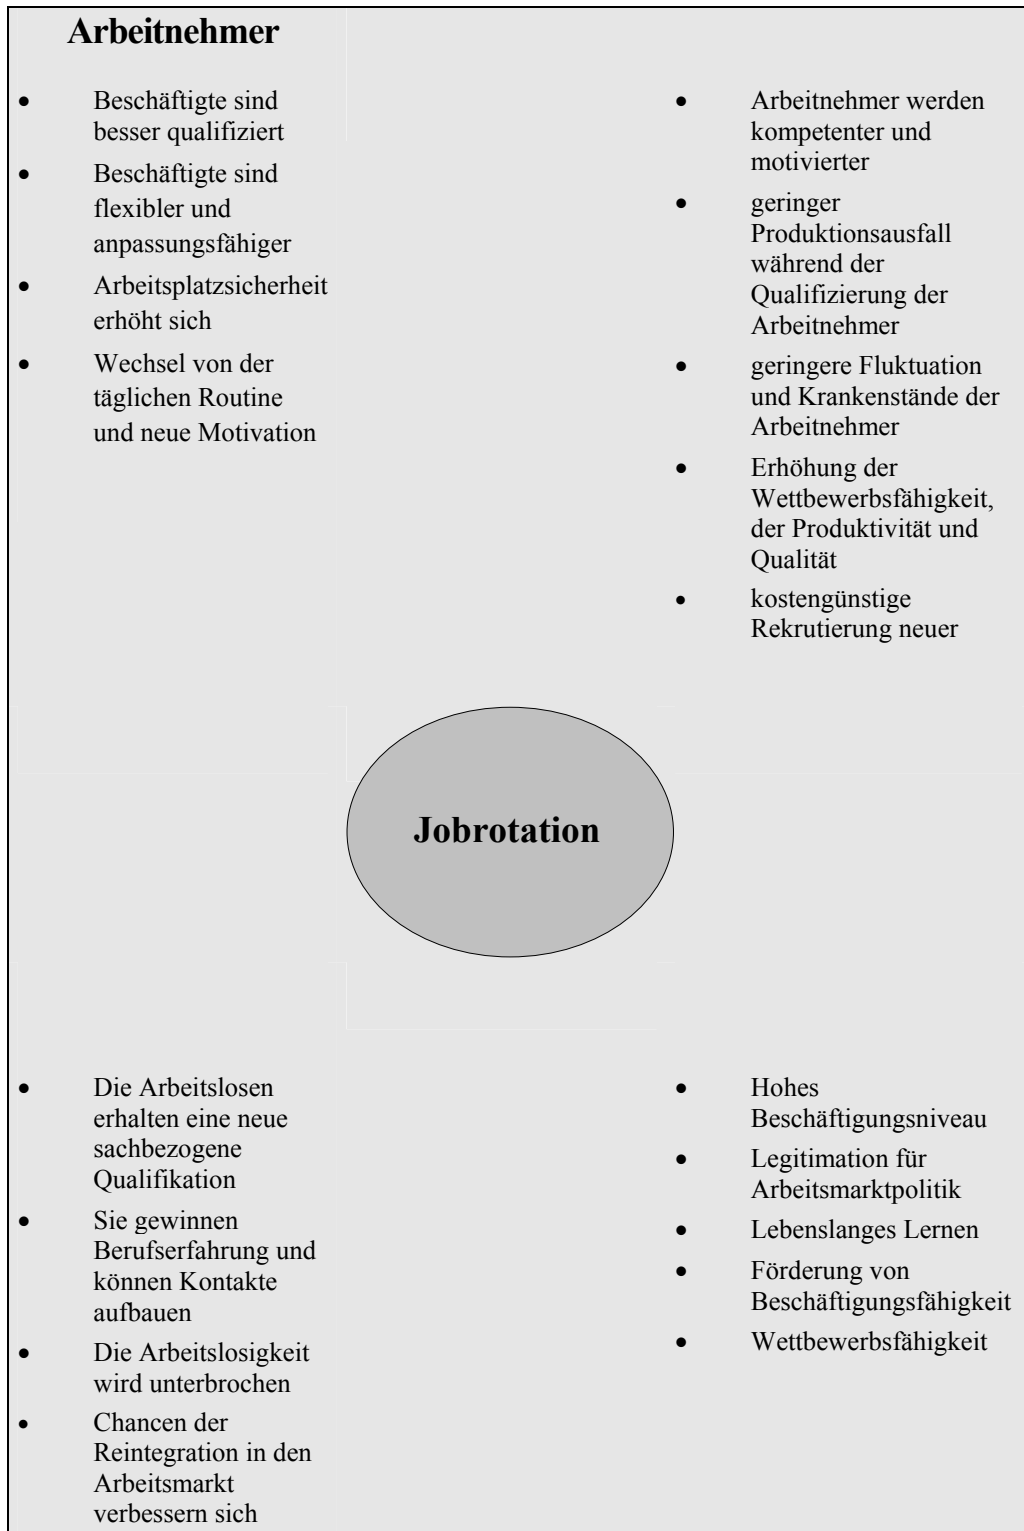 Arbeitnehmer
• Beschäftigte sind
besser qualifiziert
• Beschäftigte sind
flexibler und
anpassungsfähiger
• Arbeitsplatzsicherheit
erhöht sich
• Wechsel von der
täglichen Routine
und neue Motivation
• Arbeitnehmer werden
kompetenter und
motivierter
• geringer
Produktionsausfall
während der
Qualifizierung der
Arbeitnehmer
• geringere Fluktuation
und Krankenstände der
Arbeitnehmer
• Erhöhung der
Wettbewerbsfähigkeit,
der Produktivität und
Qualität
• kostengünstige
Rekrutierung neuer
Jobrotation
• Die Arbeitslosen
erhalten eine neue
sachbezogene
Qualifikation
• Sie gewinnen
Berufserfahrung und
können Kontakte
aufbauen
• Die Arbeitslosigkeit
wird unterbrochen
• Chancen der
Reintegration in den
Arbeitsmarkt
verbessern sich
• Hohes
Beschäftigungsniveau
• Legitimation für
Arbeitsmarktpolitik
• Lebenslanges Lernen
• Förderung von
Beschäftigungsfähigkeit
• Wettbewerbsfähigkeit